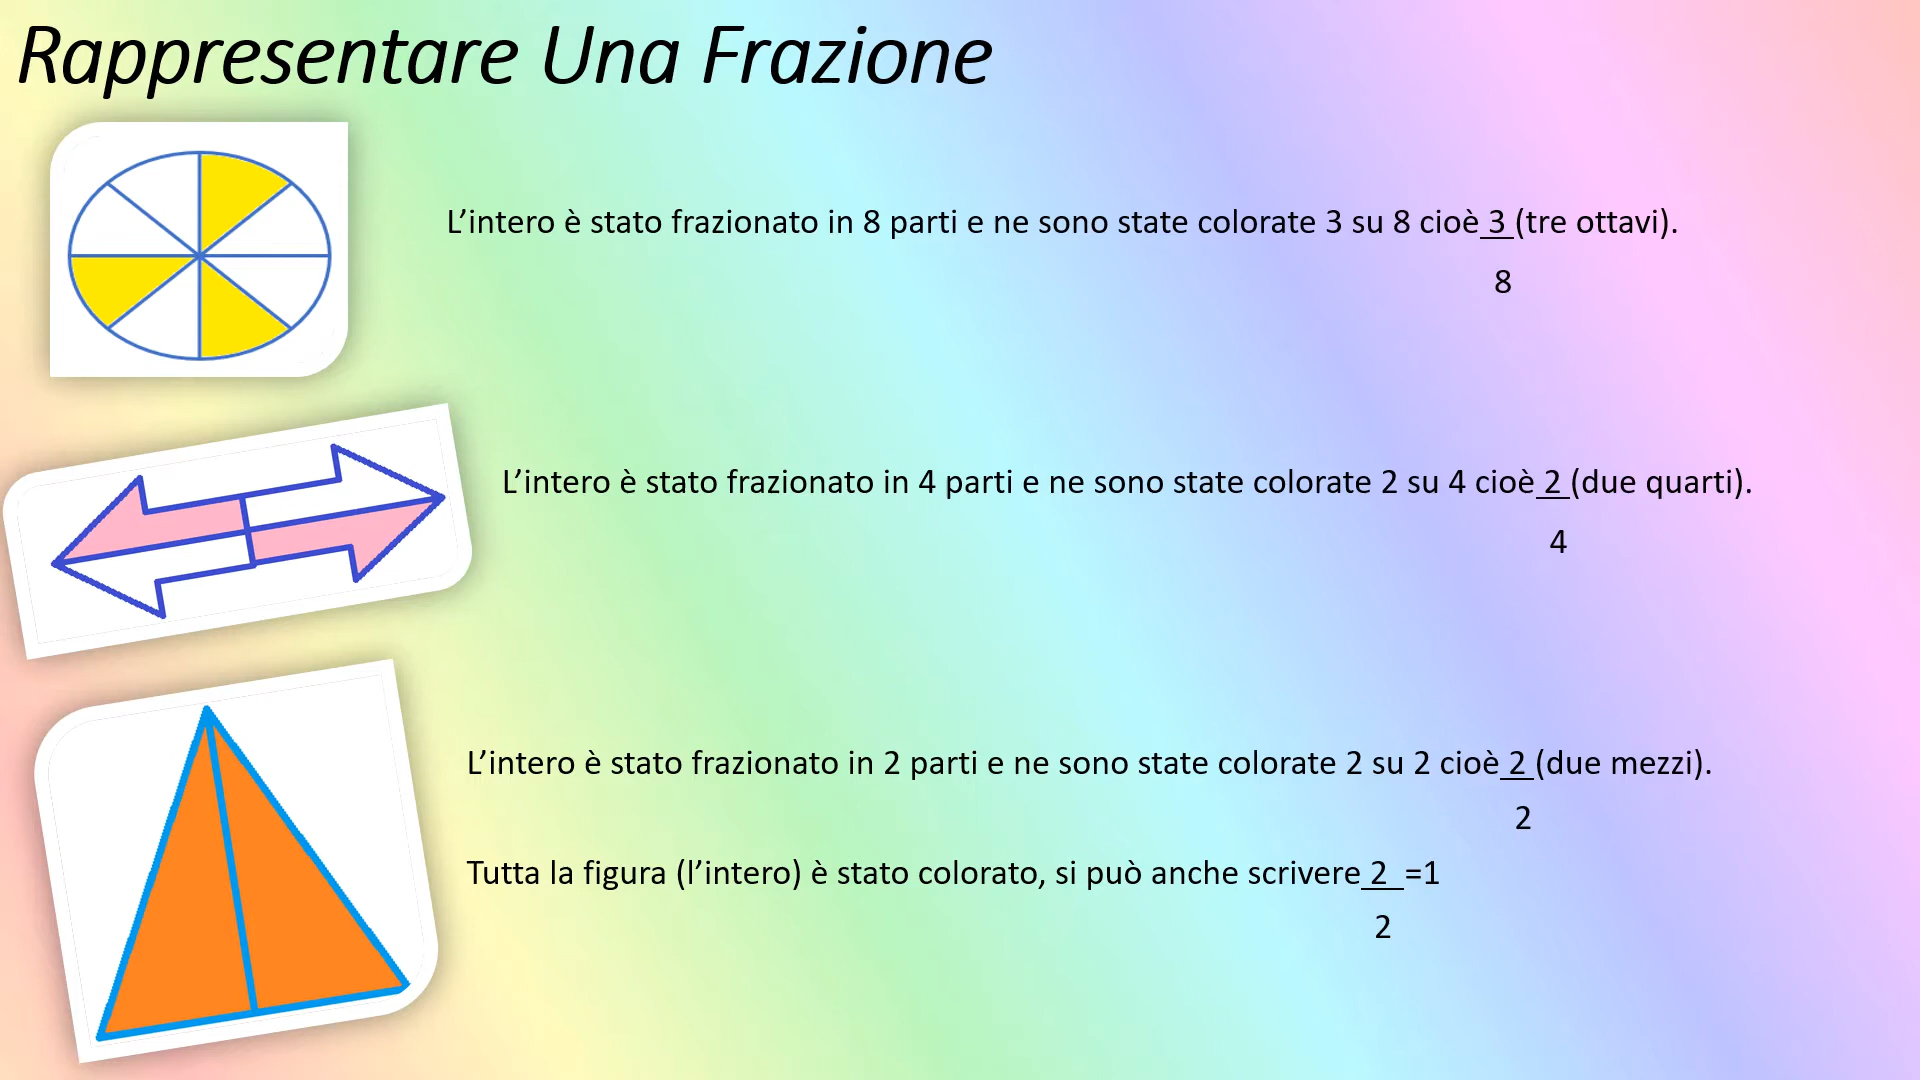 Rappresentare Una Frazione
L’intero è stato frazionato in 8 parti e ne sono state colorate 3 su 8 cioè 3 (tre ottavi).
8
L’intero è stato frazionato in 4 parti e ne sono state colorate 2 su 4 cioè 2 (due quarti).
4
L’intero è stato frazionato in 2 parti e ne sono state colorate 2 su 2 cioè 2 (due mezzi).
2
Tutta la figura (l’intero) è stato colorato, si può anche scrivere 2 =1
2